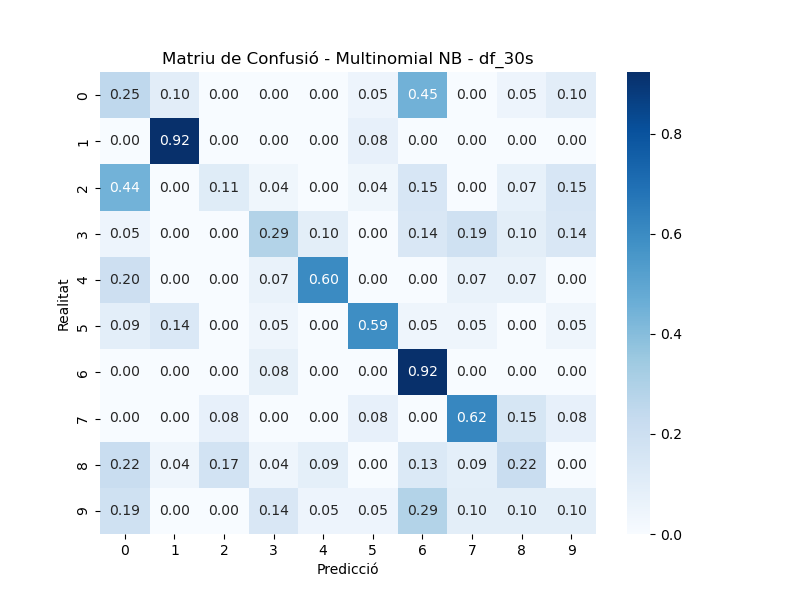 Matriu de Confusió - Multinomial NB - df_30s
Realitat
0 0.25 0.10 0.00 0.00 0.00 0.05 0.45 0.00 0.05 0.10
1 0.00 0.92 0.00 0.00 0.00 0.08 0.00 0.00 0.00 0.00
2 0.44 0.00 0.11 0.04 0.00 0.04 0.15 0.00 0.07 0.15
3 0.05 0.00 0.00 0.29 0.10 0.00 0.14 0.19 0.10 0.14
4 0.20 0.00 0.00 0.07 0.60 0.00 0.00 0.07 0.07 0.00
5 0.09 0.14 0.00 0.05 0.00 0.59 0.05 0.05 0.00 0.05
6 0.00 0.00 0.00 0.08 0.00 0.00 0.92 0.00 0.00 0.00
7 0.00 0.00 0.08 0.00 0.00 0.08 0.00 0.62 0.15 0.08
8 0.22 0.04 0.17 0.04 0.09 0.00 0.13 0.09 0.22 0.00
9 0.19 0.00 0.00 0.14 0.05 0.05 0.29 0.10 0.10 0.10
0 1 2 3 4 5 6 7 8 9
Predicció
0.8
0.6
0.4
0.2
0.0